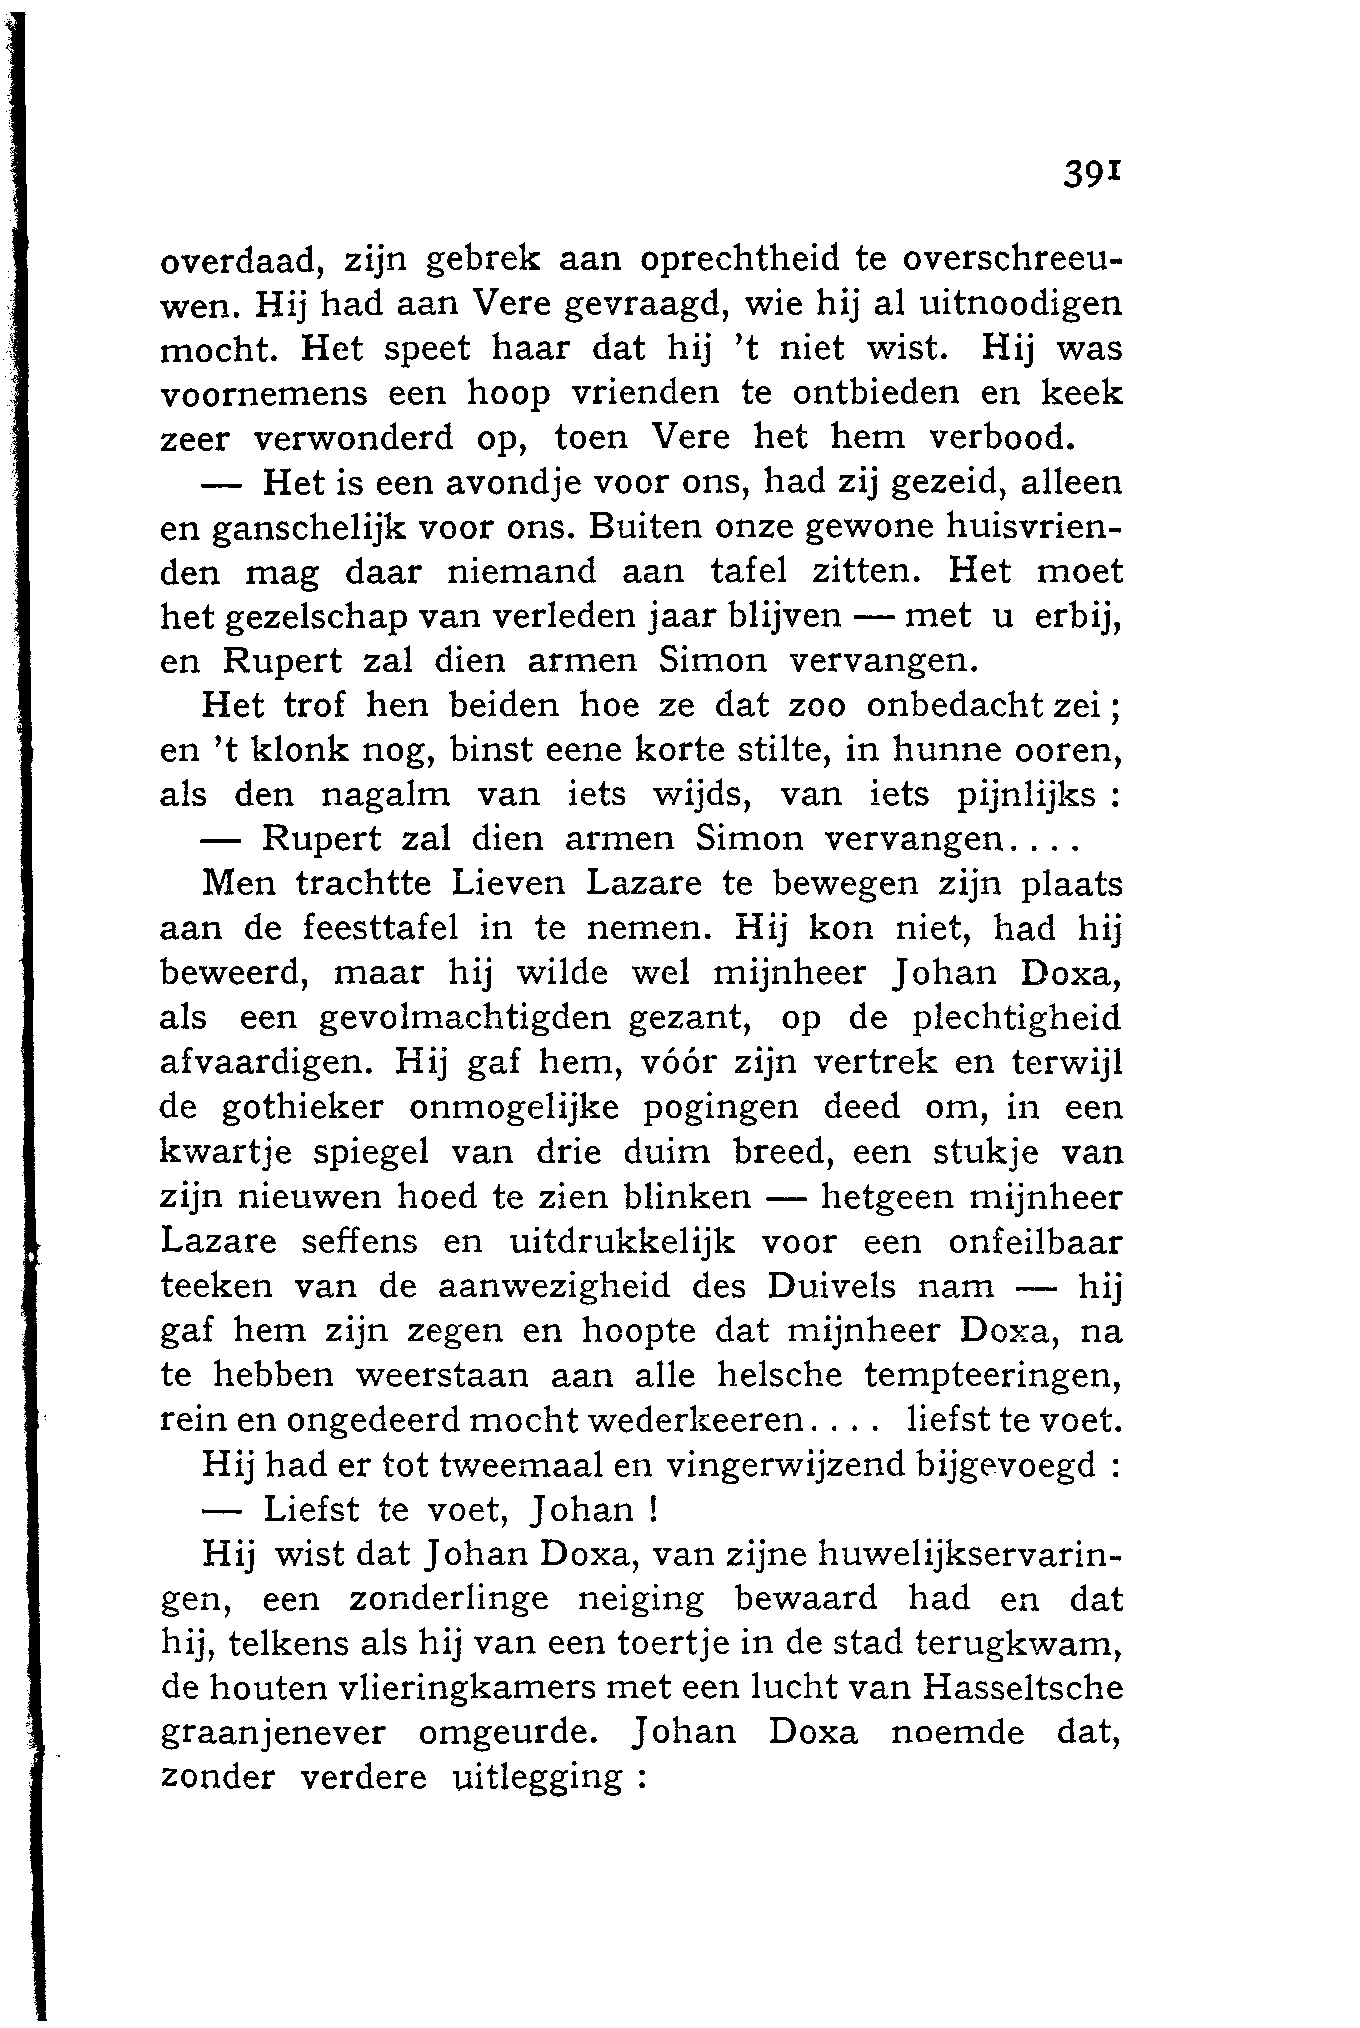 391
overdaad, zijn gebrek aan oprechtheid te overschreeu-
wen. Hij had aan Vere gevraagd, wie hij al uitnoodigen
mocht. Het speet haar dat hij 't niet wist. Hij was
voornemens een hoop vrienden te ontbieden en keek
zeer verwonderd op, toen Vere het hem verbood.
— Het is een avondje voor ons, had zij gezeid, alleen
en ganschelijk voor ons. Buiten onze gewone huisvrien-
den mag daar niemand aan tafel zitten. Het moet
het gezelschap van verleden jaar blijven — met u erbij,
en Rupert zal dien armen Simon vervangen.
Het trof hen beiden hoe ze dat zoo onbedacht zei ;
en 't klonk nog, binst eene korte stilte, in hunne ooren,
als den nagalm van iets wijds, van iets pijnlijks :
— Rupert zal dien armen Simon vervangen....
Men trachtte Lieven Lazare te bewegen zijn plaats
aan de feesttafel in te nemen. Hij kon niet, had hij
beweerd, maar hij wilde wel mijnheer Johan Doxa,
als een gevolmachtigden gezant, op de plechtigheid
afvaardigen. Hij gaf hem, vóór zijn vertrek en terwijl
de gothieker onmogelijke pogingen deed om, in een
kwartje spiegel van drie duim breed, een stukje van
zijn nieuwen hoed te zien blinken — hetgeen mijnheer
Lazare seffens en uitdrukkelijk voor een onfeilbaar
teeken van de aanwezigheid des Duivels nam — hij
gaf hem zijn zegen en hoopte dat mijnheer Doxa, na
te hebben weerstaan aan alle helsche tempteeringen,
rein en ongedeerd mocht wederkeeren.... liefst te voet.
Hij had er tot tweemaal en vingerwijzend bijgevoegd :
— Liefst te voet, Johan !
Hij wist dat Johan Doxa, van zijne huwelijkservarin-
gen, een zonderlinge neiging bewaard had en dat
hij, telkens als hij van een toertje in de stad terugkwam,
de houten vlieringkamers met een lucht van Hasseltsche
graanjenever omgeurde. Johan Doxa noemde dat,
zonder verdere uitlegging :